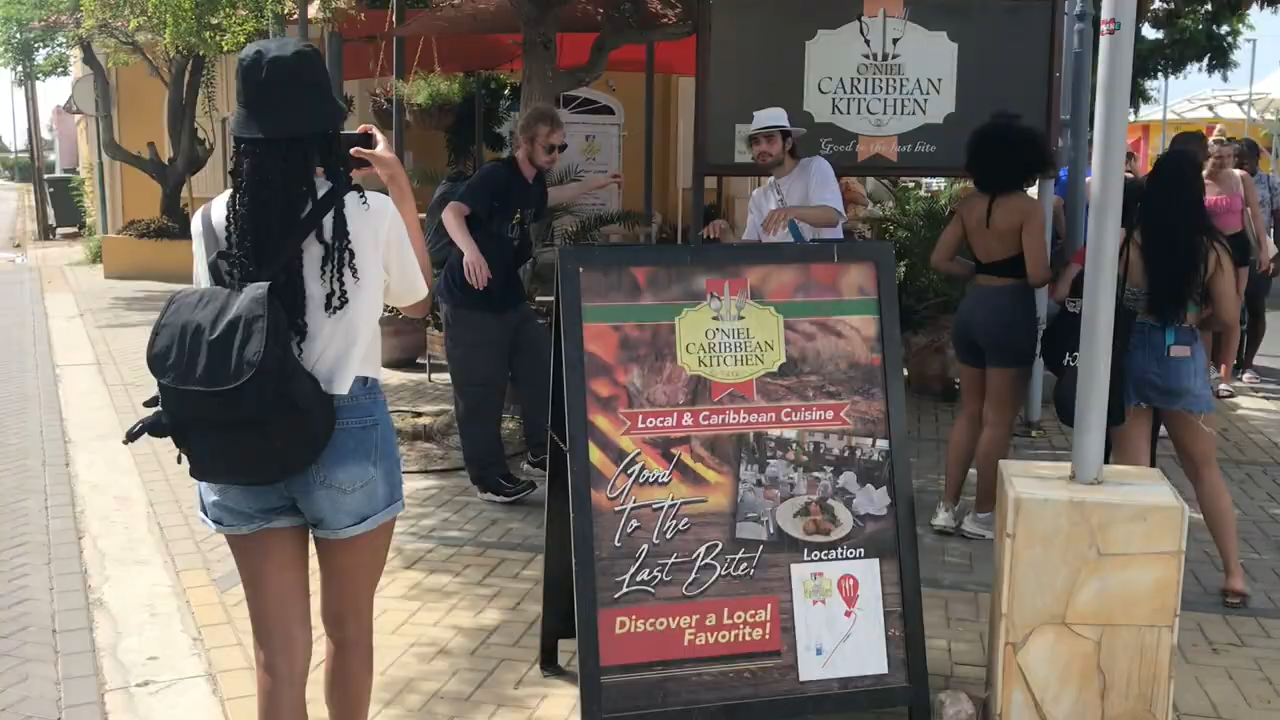 O'NIEL
CARIBBEAN
KITCHEN
Good to the last bite
O'NIEL
CARIBBEAN
KITCHEN
Local & Caribbean Cuisine
Good
to the
Last Bite!
Location
Discover a Local
Favorite!